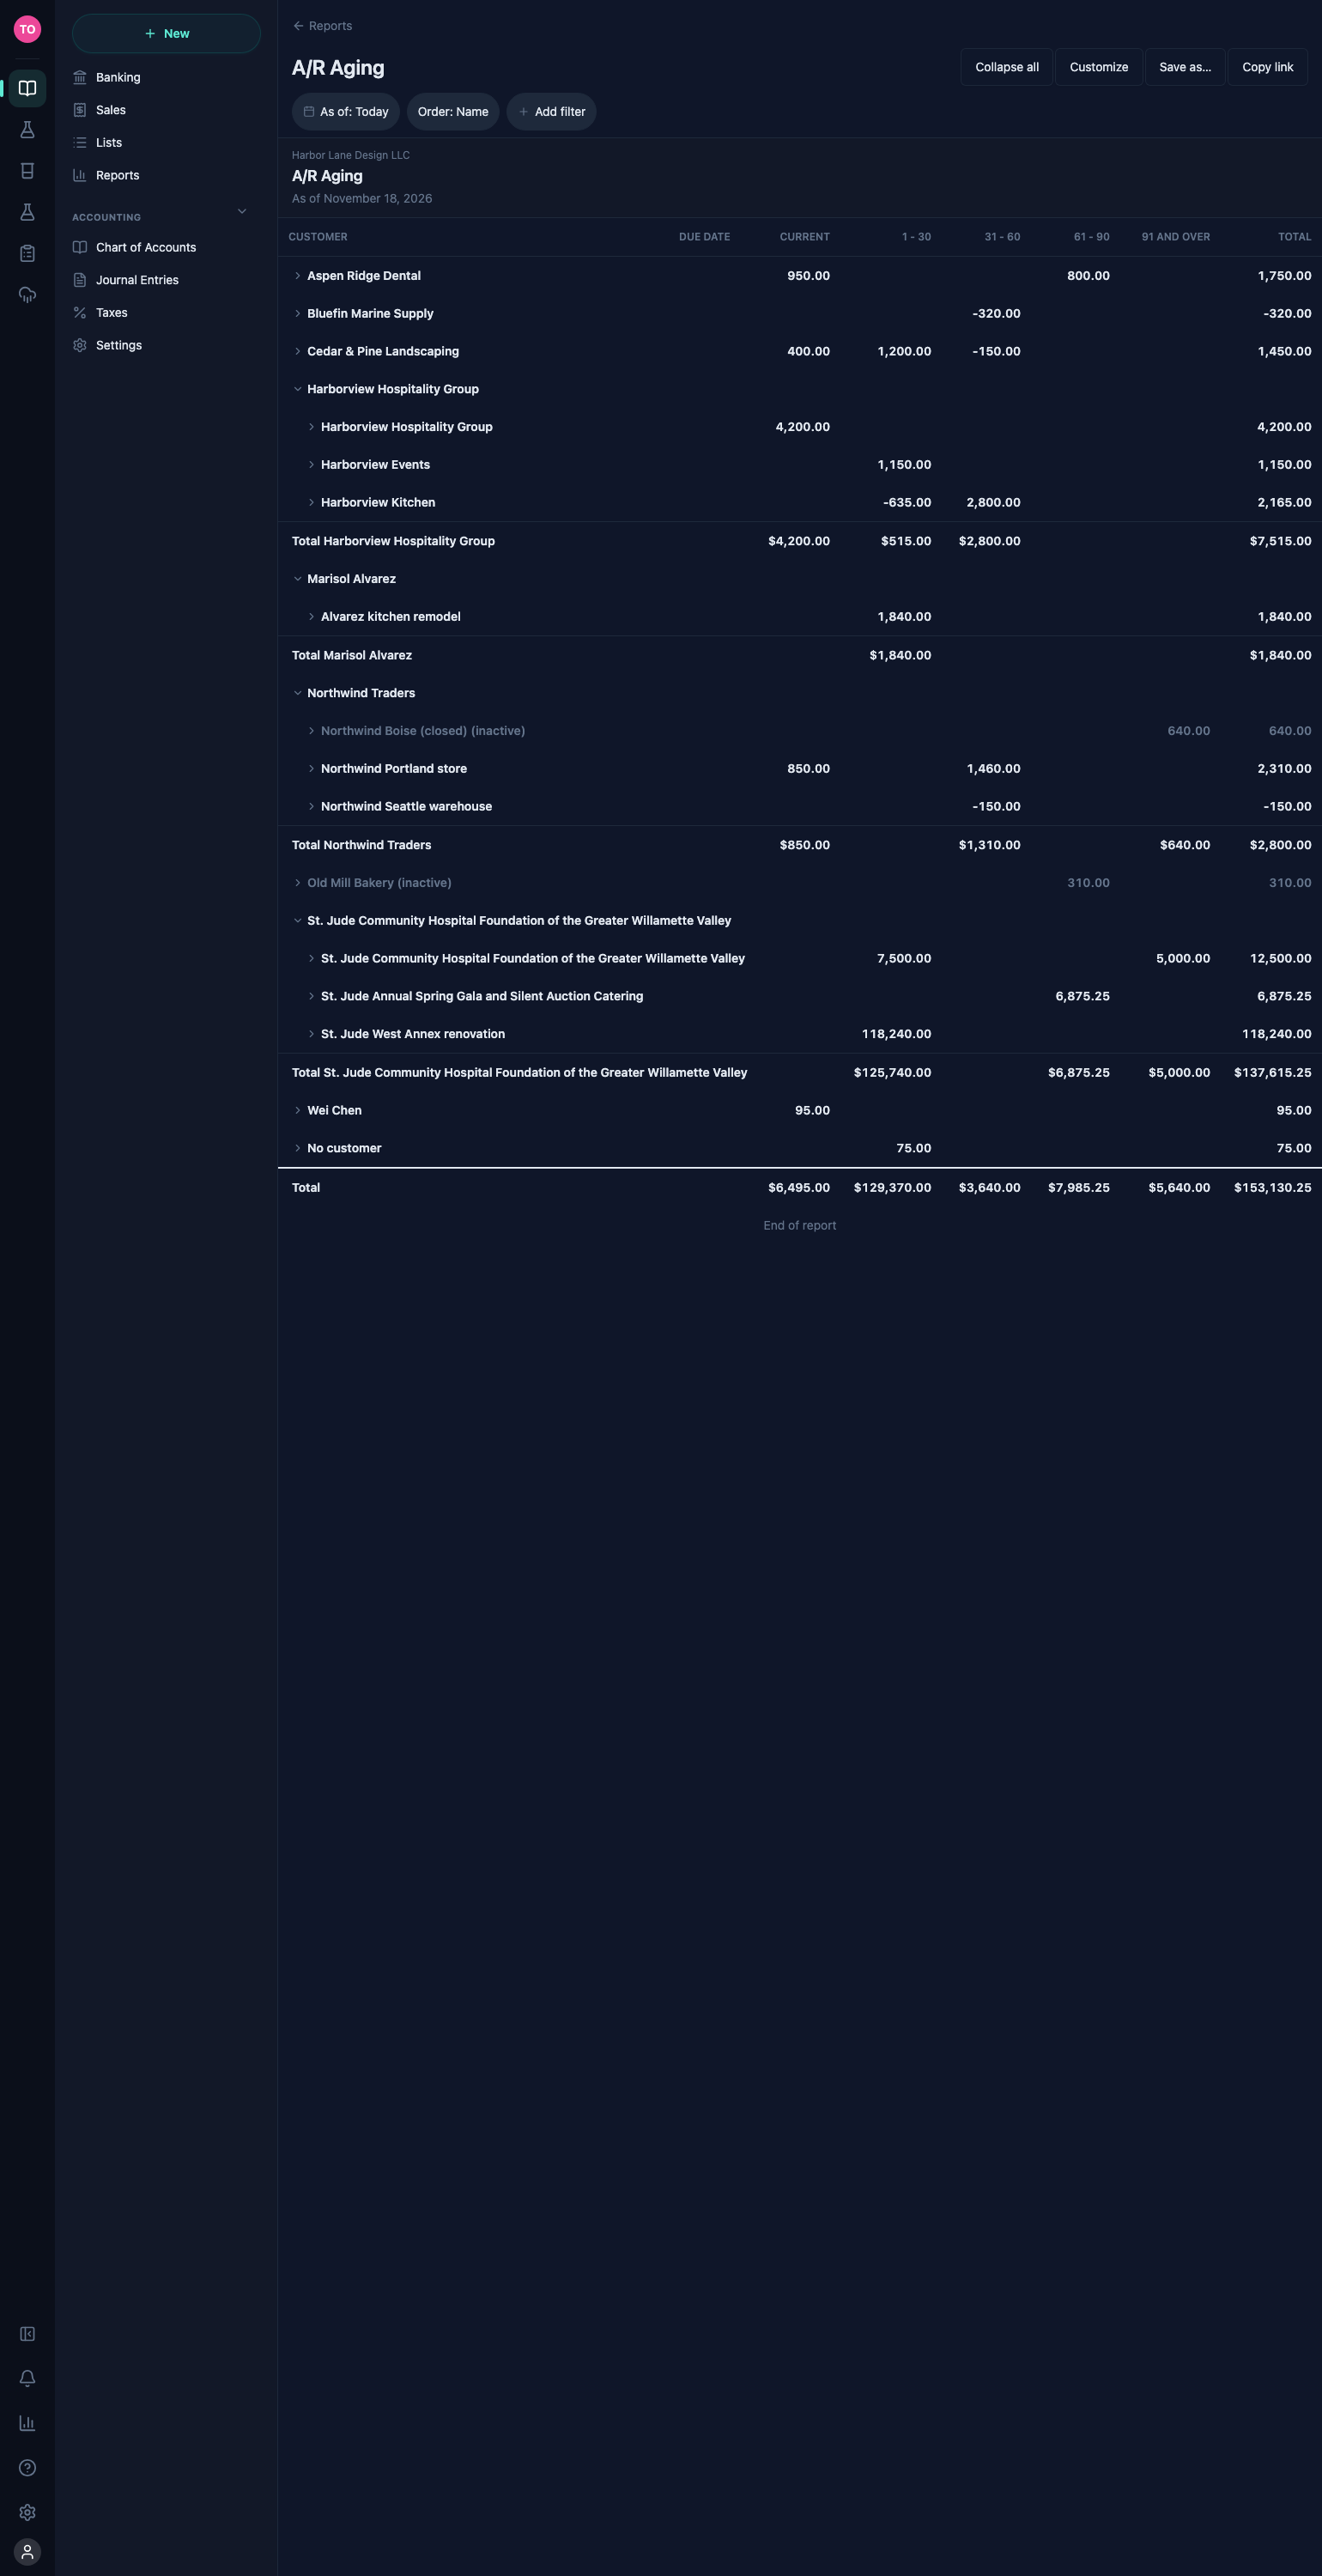 TO
New
Banking
Sales
Lists
Reports
ACCOUNTING
Chart of Accounts
Journal Entries
Taxes
Settings
Reports
A/R Aging
Collapse all Customize Save as... Copy link
As of: Today Order: Name Add filter
Harbor Lane Design LLC
A/R Aging
As of November 18, 2026
CUSTOMER DUE DATE CURRENT 1 - 30 31 - 60 61 - 90 91 AND OVER TOTAL
Aspen Ridge Dental 950.00 800.00 1,750.00
Bluefin Marine Supply -320.00 -320.00
Cedar & Pine Landscaping 400.00 1,200.00 -150.00 1,450.00
Harborview Hospitality Group
Harborview Hospitality Group 4,200.00 4,200.00
Harborview Events 1,150.00 1,150.00
Harborview Kitchen -635.00 2,800.00 2,165.00
Total Harborview Hospitality Group $4,200.00 $515.00 $2,800.00 $7,515.00
Marisol Alvarez
Alvarez kitchen remodel 1,840.00 1,840.00
Total Marisol Alvarez $1,840.00 $1,840.00
Northwind Traders
Northwind Boise (closed) (inactive) 640.00 640.00
Northwind Portland store 850.00 1,460.00 2,310.00
Northwind Seattle warehouse -150.00 -150.00
Total Northwind Traders $850.00 $1,310.00 $640.00 $2,800.00
Old Mill Bakery (inactive) 310.00 310.00
St. Jude Community Hospital Foundation of the Greater Willamette Valley
St. Jude Community Hospital Foundation of the Greater Willamette Valley 7,500.00 5,000.00 12,500.00
St. Jude Annual Spring Gala and Silent Auction Catering 6,875.25 6,875.25
St. Jude West Annex renovation 118,240.00 118,240.00
Total St. Jude Community Hospital Foundation of the Greater Willamette Valley $125,740.00 $6,875.25 $5,000.00 $137,615.25
Wei Chen 95.00 95.00
No customer 75.00 75.00
Total $6,495.00 $129,370.00 $3,640.00 $7,985.25 $5,640.00 $153,130.25
End of report